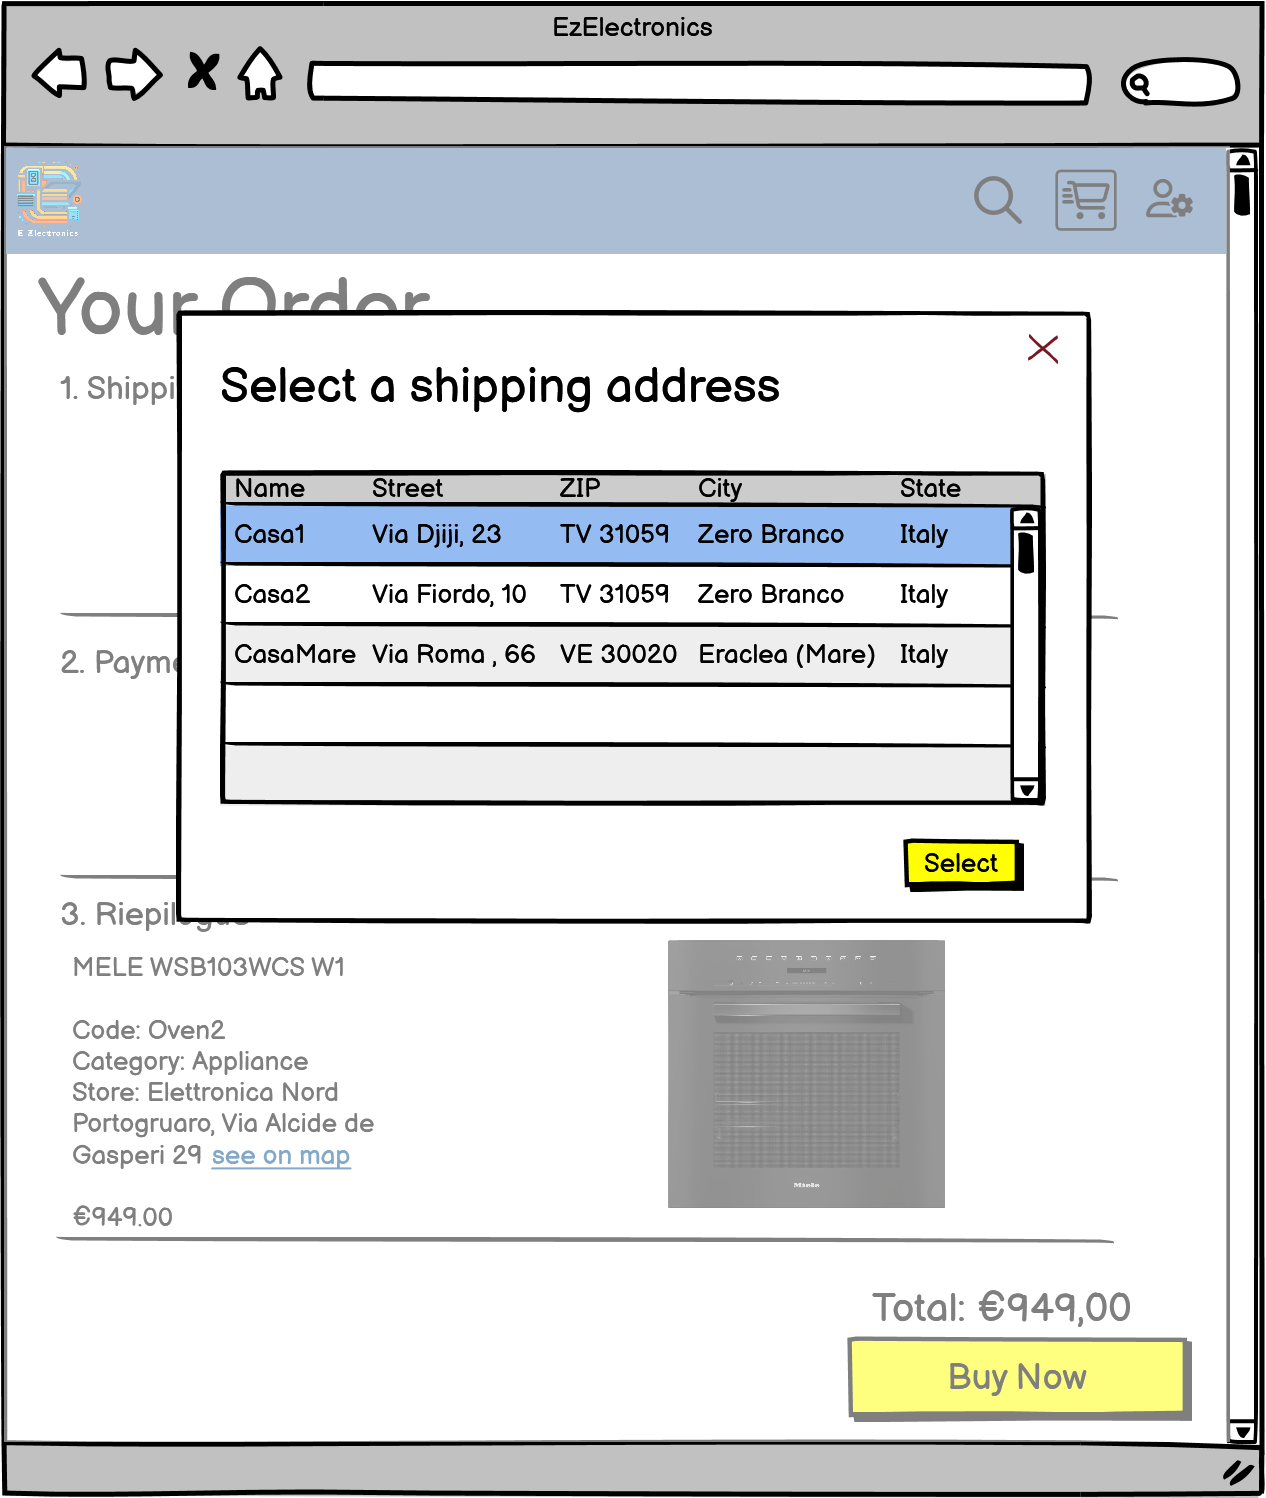 EzElectronics
E Zlectronics
Your Order
Select a shipping address
1. Shippi
Name Street ZIP City State
Casa1 Via Djiji, 23 TV 31059 Zero Branco Italy
Casa2 Via Fiordo, 10 TV 31059 Zero Branco Italy
2. Payme
CasaMare Via Roma , 66 VE 30020 Eraclea (Mare) Italy
Select
3. Riepilogue
MELE WSB103WCS W1
Code: Oven2
Category: Appliance
Store: Elettronica Nord
Portogruaro, Via Alcide de
Gasperi 29 see on map
Miele
€949.00
Total: €949,00
Buy Now